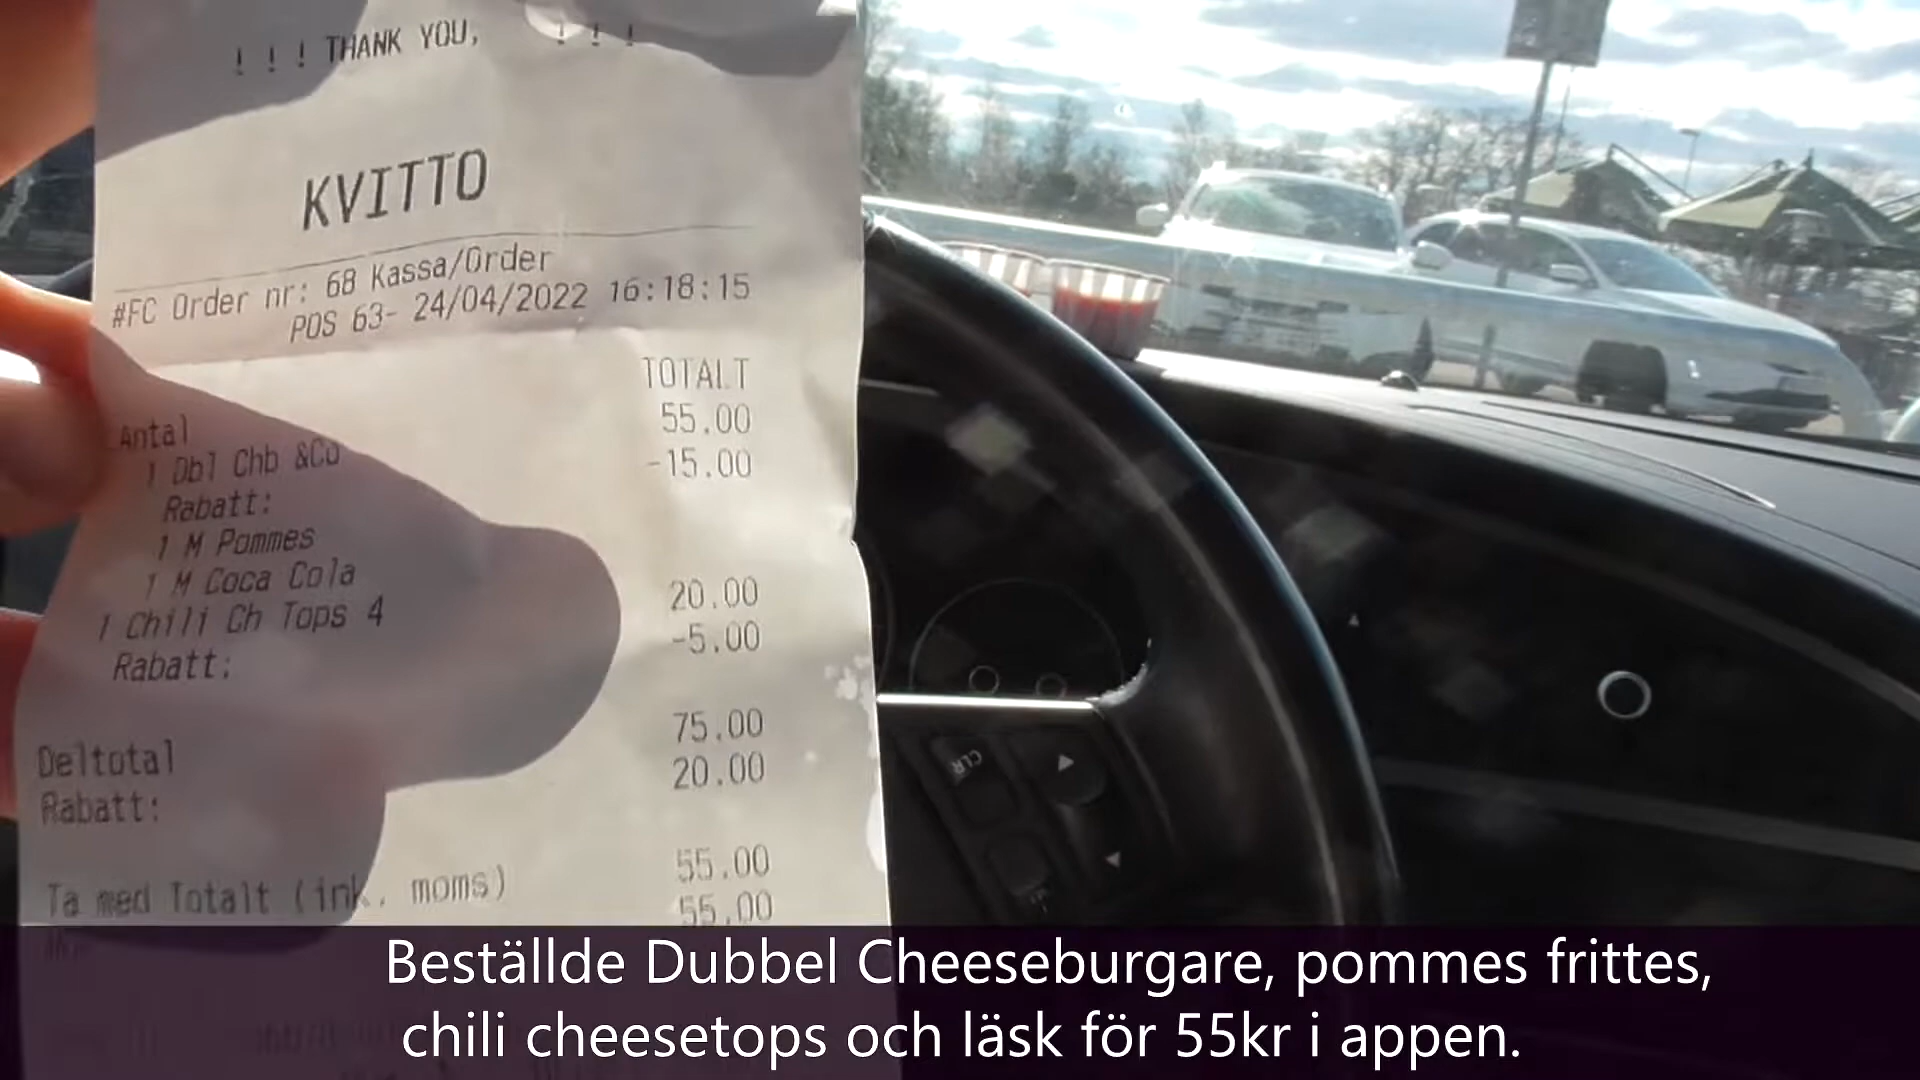 ! ! ! THANK YOU, ! ! !
KVITTO
#FC Order nr: 68 Kassa/Order
POS 63- 24/04/2022 16:18:15
TOTALT
Antal 55.00
1 Dbl Chb &Co -15.00
Rabatt:
1 M Pommes
1 M Coca Cola 20.00
1 Chili Ch Tops 4 -5.00
Rabatt:
Deltotal 75.00
Rabatt: 20.00
Ta med Totalt (ink. moms) 55.00
55.00
CLR
Beställde Dubbel Cheeseburgare, pommes frittes,
chili cheesetops och läsk för 55kr i appen.